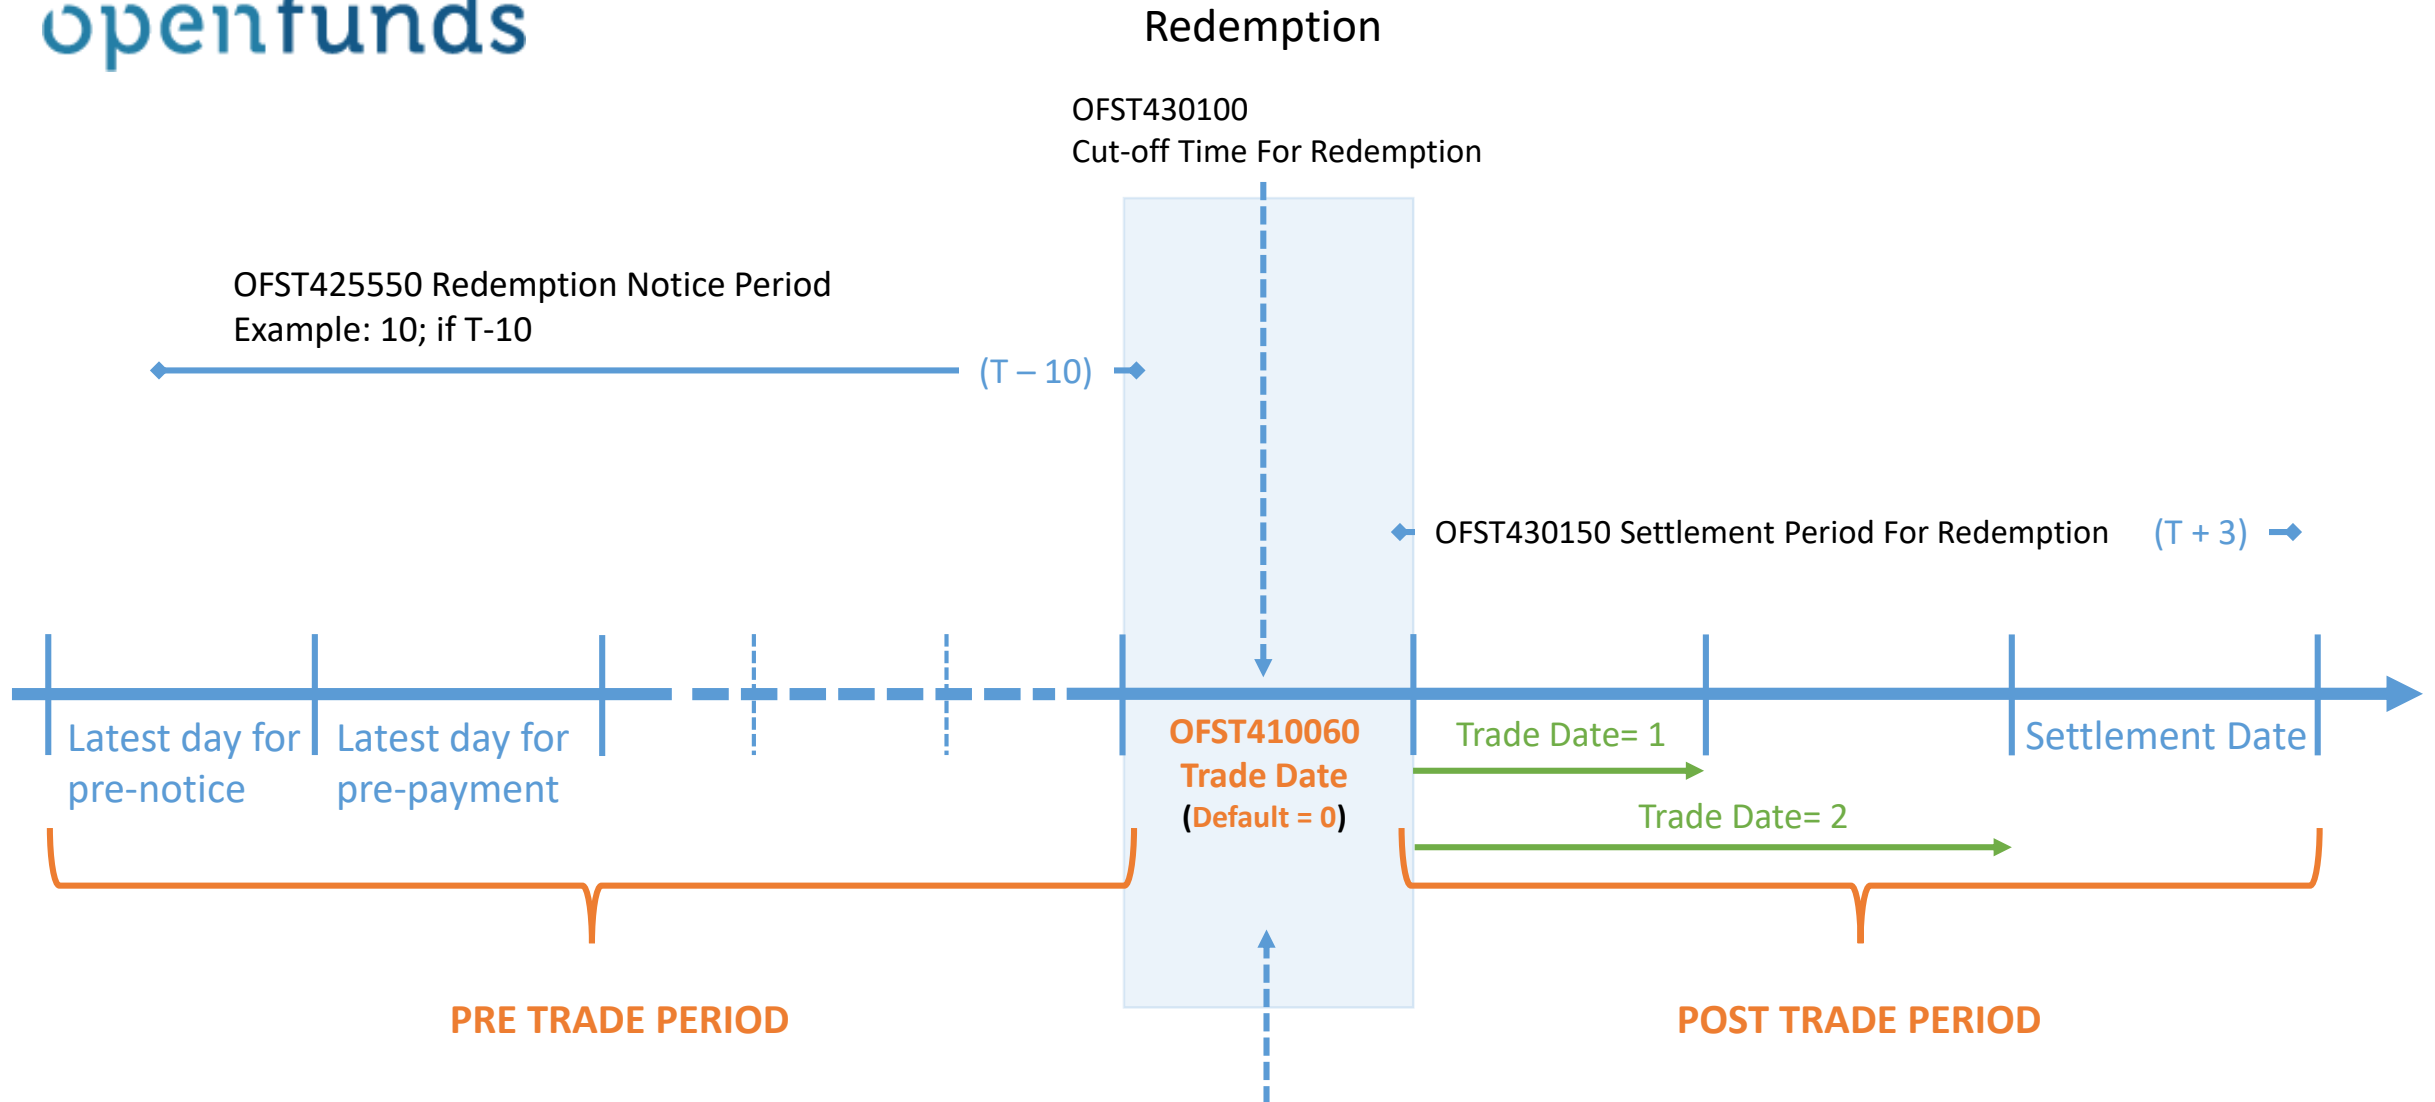 openfunds
Redemption
OFST430100
Cut-off Time For Redemption
OFST425550 Redemption Notice Period
Example: 10; if T-10
(T – 10)
OFST430150 Settlement Period For Redemption (T + 3)
Latest day for
pre-notice
Latest day for
pre-payment
OFST410060
Trade Date
(Default = 0)
Trade Date= 1
Trade Date= 2
Settlement Date
PRE TRADE PERIOD
POST TRADE PERIOD